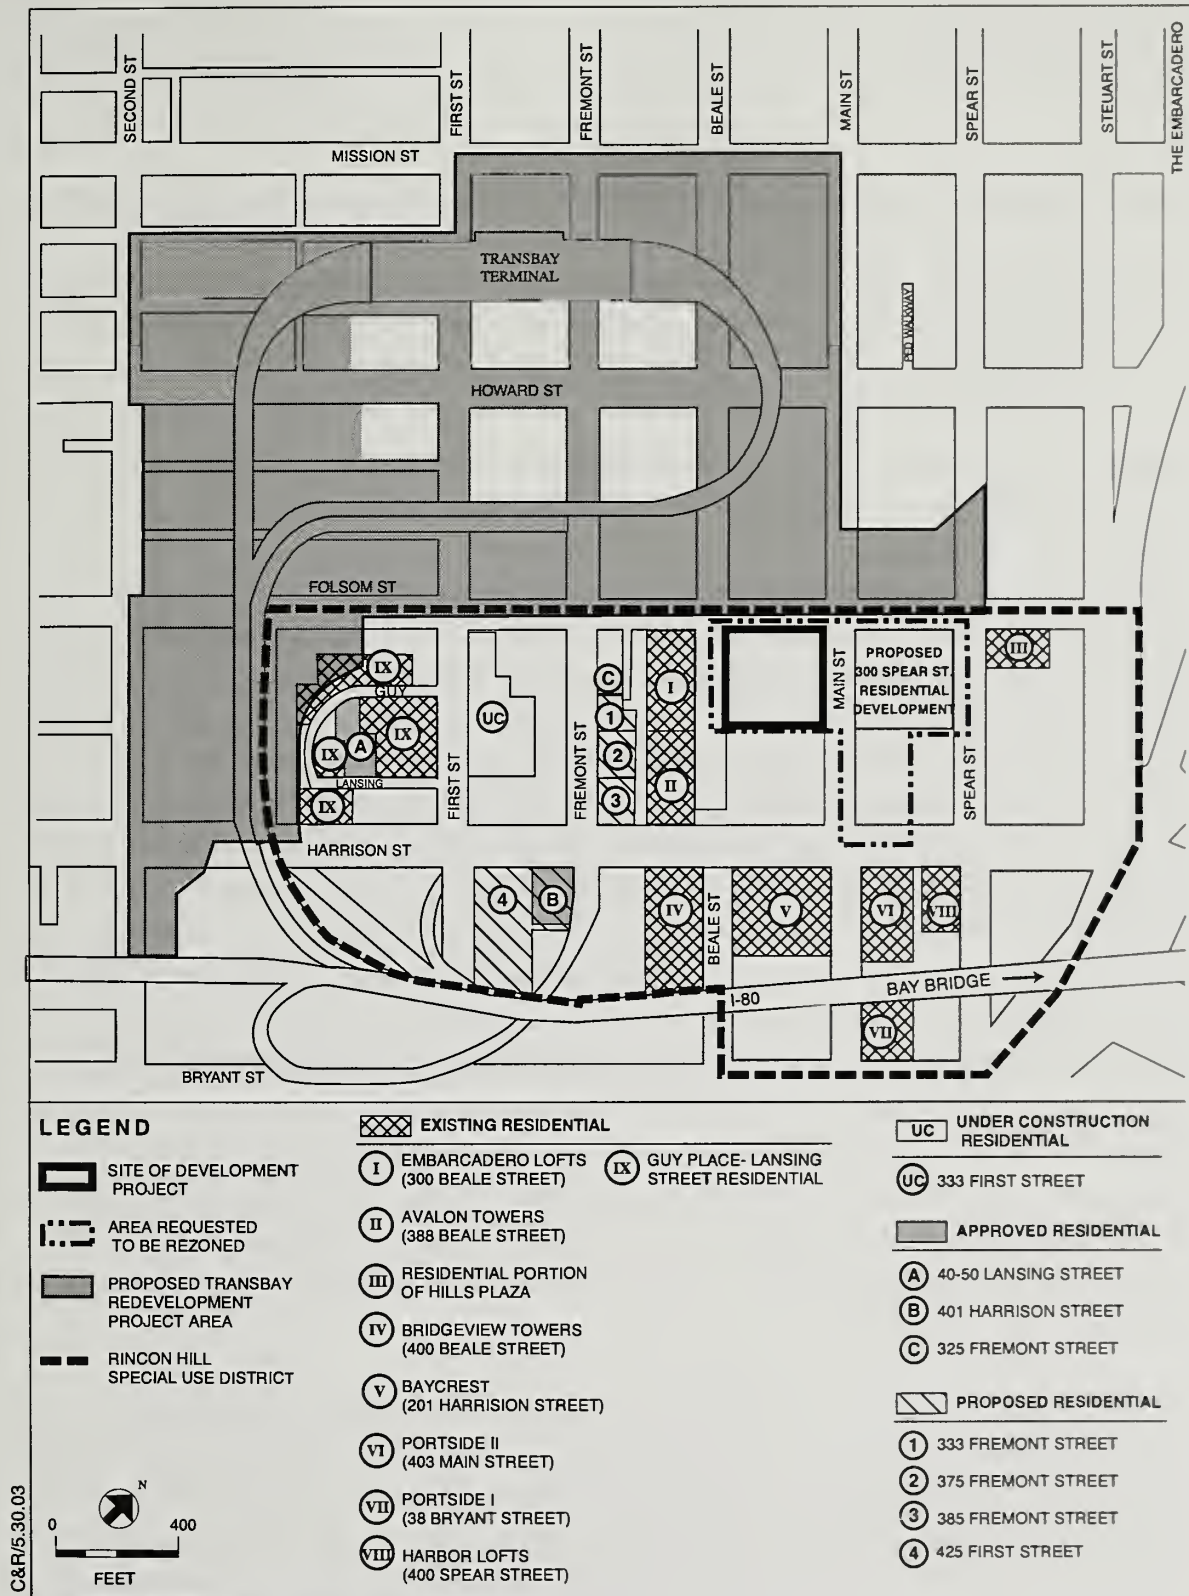 SECOND ST
FIRST ST
FREMONT ST
BEALE ST
MAIN ST
SPEAR ST
STEUART ST
THE EMBARCADERO
MISSION ST
TRANSBAY
TERMINAL
PED WALKWAY
HOWARD ST
FOLSOM ST
IX
GUY
IX
A
IX
LANSING
IX
FIRST ST
UC
FREMONT ST
C
1
2
3
I
II
MAIN ST
PROPOSED
300 SPEAR ST.
RESIDENTIAL
DEVELOPMENT
III
SPEAR ST
HARRISON ST
4
B
IV
BEALE ST
V
VI
VIII
I-80
BAY BRIDGE
VII
BRYANT ST
LEGEND
SITE OF DEVELOPMENT
PROJECT
AREA REQUESTED
TO BE REZONED
PROPOSED TRANSBAY
REDEVELOPMENT
PROJECT AREA
RINCON HILL
SPECIAL USE DISTRICT
N
0 400
FEET
EXISTING RESIDENTIAL
I EMBARCADERO LOFTS
(300 BEALE STREET)
II AVALON TOWERS
(388 BEALE STREET)
III RESIDENTIAL PORTION
OF HILLS PLAZA
IV BRIDGEVIEW TOWERS
(400 BEALE STREET)
V BAYCREST
(201 HARRISION STREET)
VI PORTSIDE II
(403 MAIN STREET)
VII PORTSIDE I
(38 BRYANT STREET)
VIII HARBOR LOFTS
(400 SPEAR STREET)
IX GUY PLACE- LANSING
STREET RESIDENTIAL
UC UNDER CONSTRUCTION
RESIDENTIAL
UC 333 FIRST STREET
APPROVED RESIDENTIAL
A 40-50 LANSING STREET
B 401 HARRISON STREET
C 325 FREMONT STREET
PROPOSED RESIDENTIAL
1 333 FREMONT STREET
2 375 FREMONT STREET
3 385 FREMONT STREET
4 425 FIRST STREET
C&R/5.30.03